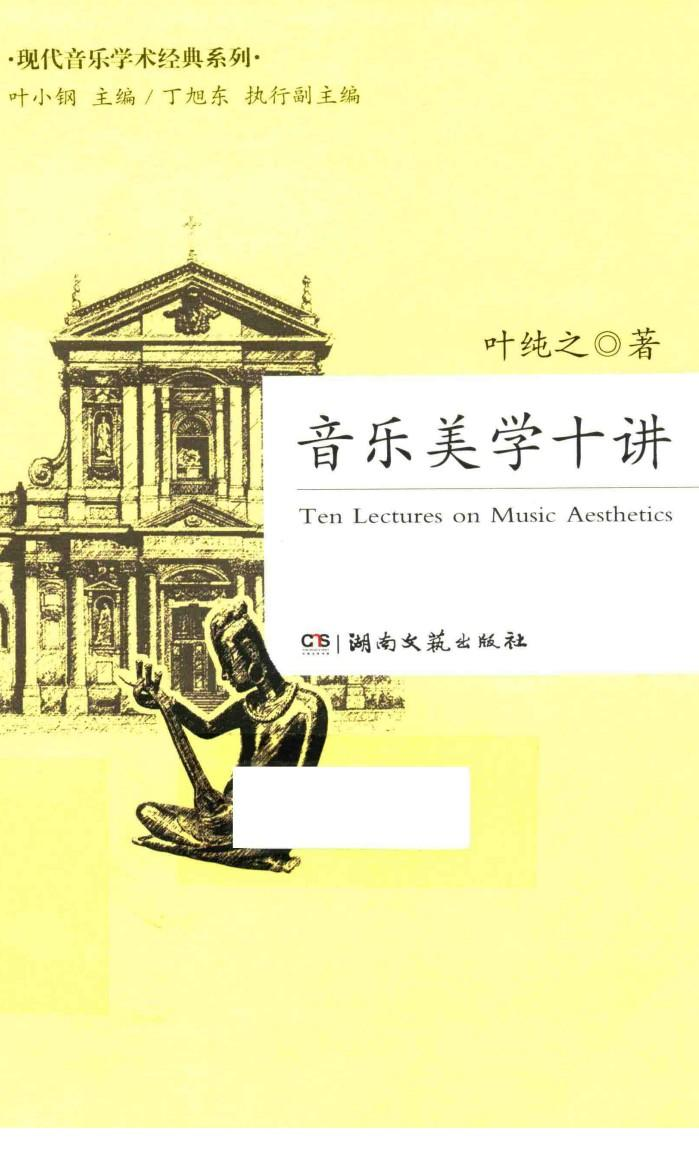 ·现代音乐学术经典系列·
叶小钢 主编 / 丁旭东 执行副主编
叶纯之◎著
音乐美学十讲
Ten Lectures on Music Aesthetics
CNS
湖南文艺出版社